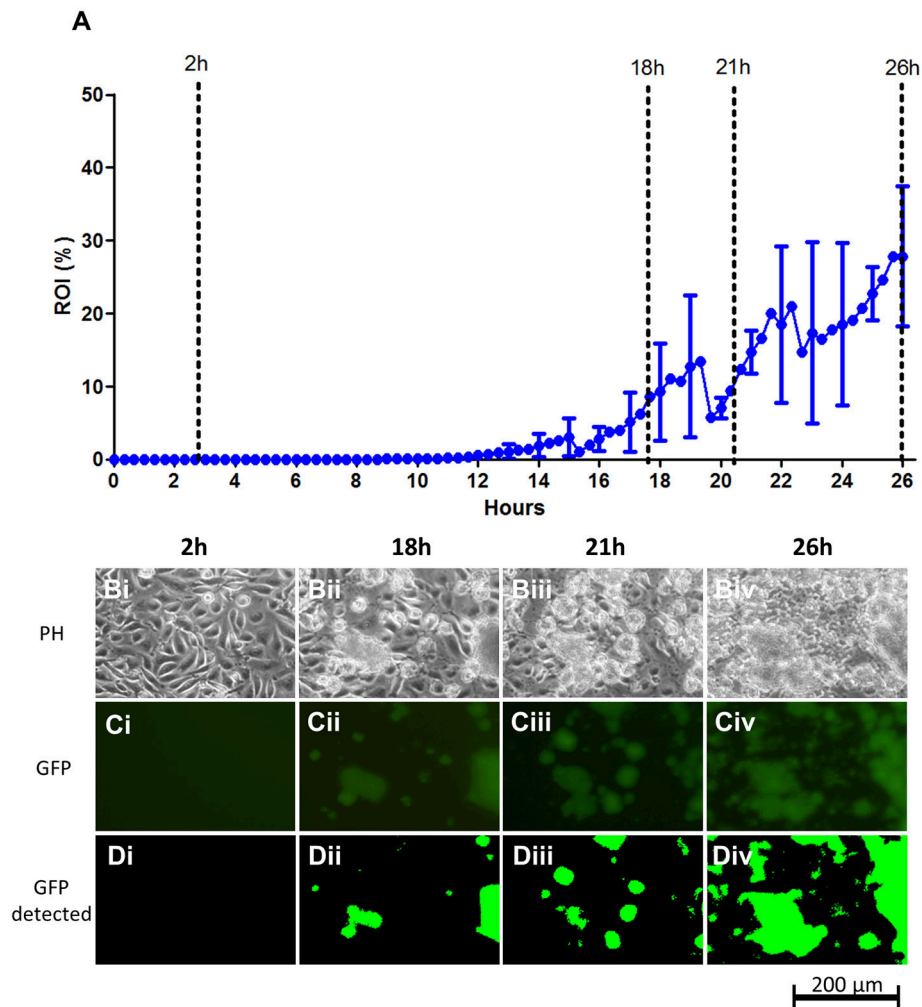 A
2h
18h
21h
26h
50
40
30
20
10
0
ROI (%)
0 2 4 6 8 10 12 14 16 18 20 22 24 26
Hours
2h 18h 21h 26h
PH
Bi Bii Biii Biv
GFP
Ci Cii Ciii Civ
GFP
detected
Di Dii Diii Div
200 µm